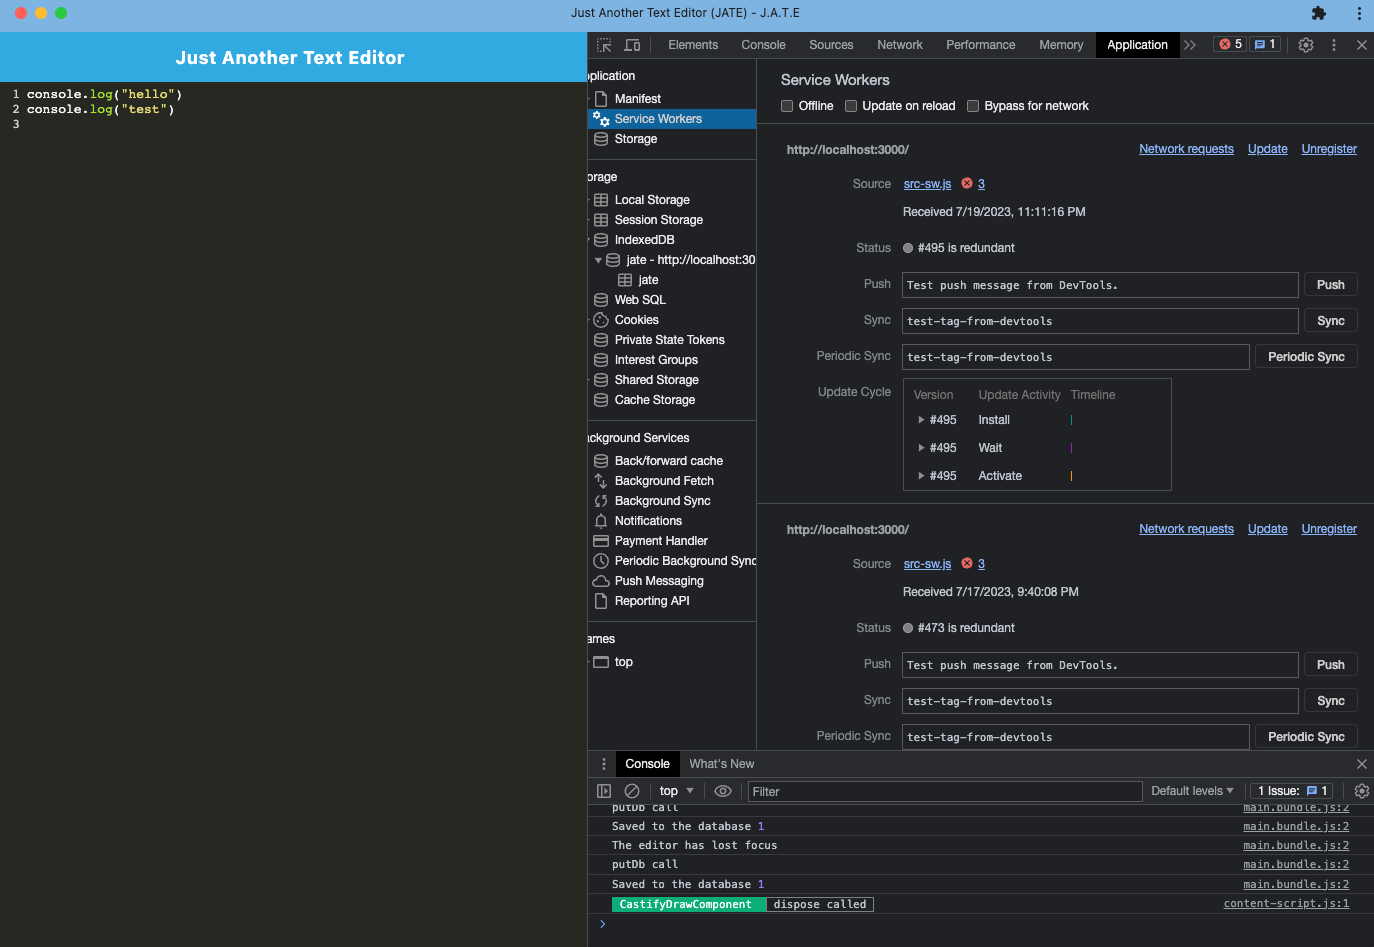 Just Another Text Editor (JATE) - J.A.T.E
Just Another Text Editor
1 console.log("hello")
2 console.log("test")
3
Elements Console Sources Network Performance Memory Application 5 1
pplication
Manifest
Service Workers
Storage
orage
Local Storage
Session Storage
IndexedDB
jate - http://localhost:30
jate
Web SQL
Cookies
Private State Tokens
Interest Groups
Shared Storage
Cache Storage
ackground Services
Back/forward cache
Background Fetch
Background Sync
Notifications
Payment Handler
Periodic Background Sync
Push Messaging
Reporting API
ames
top
Service Workers
Offline Update on reload Bypass for network
http://localhost:3000/ Network requests Update Unregister
Source src-sw.js 3
Received 7/19/2023, 11:11:16 PM
Status #495 is redundant
Push Test push message from DevTools. Push
Sync test-tag-from-devtools Sync
Periodic Sync test-tag-from-devtools Periodic Sync
Update Cycle Version Update Activity Timeline
#495 Install
#495 Wait
#495 Activate
http://localhost:3000/ Network requests Update Unregister
Source src-sw.js 3
Received 7/17/2023, 9:40:08 PM
Status #473 is redundant
Push Test push message from DevTools. Push
Sync test-tag-from-devtools Sync
Periodic Sync test-tag-from-devtools Periodic Sync
Console What's New
top Filter Default levels 1 Issue: 1
putDb call main.bundle.js:2
Saved to the database 1 main.bundle.js:2
The editor has lost focus main.bundle.js:2
putDb call main.bundle.js:2
Saved to the database 1 main.bundle.js:2
CastifyDrawComponent dispose called content-script.js:1